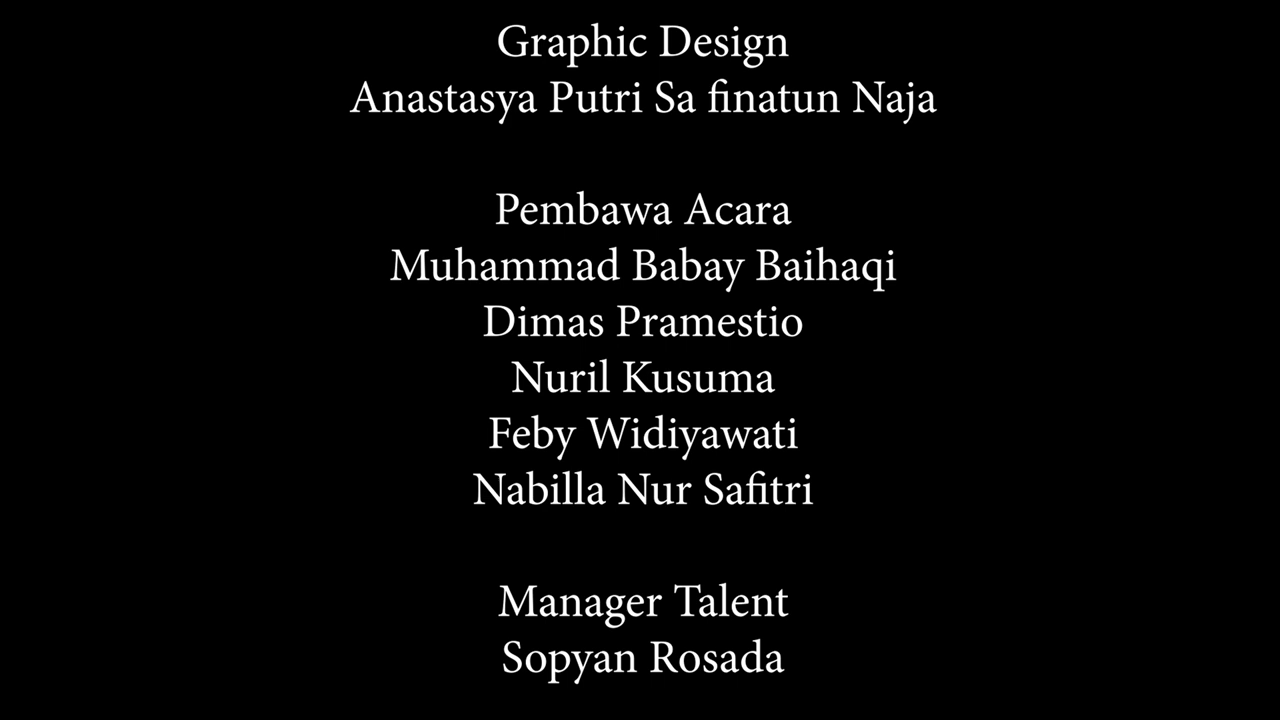 Graphic Design
Anastasya Putri Sa finatun Naja
Pembawa Acara
Muhammad Babay Baihaqi
Dimas Pramestio
Nuril Kusuma
Feby Widiyawati
Nabilla Nur Safitri
Manager Talent
Sopyan Rosada